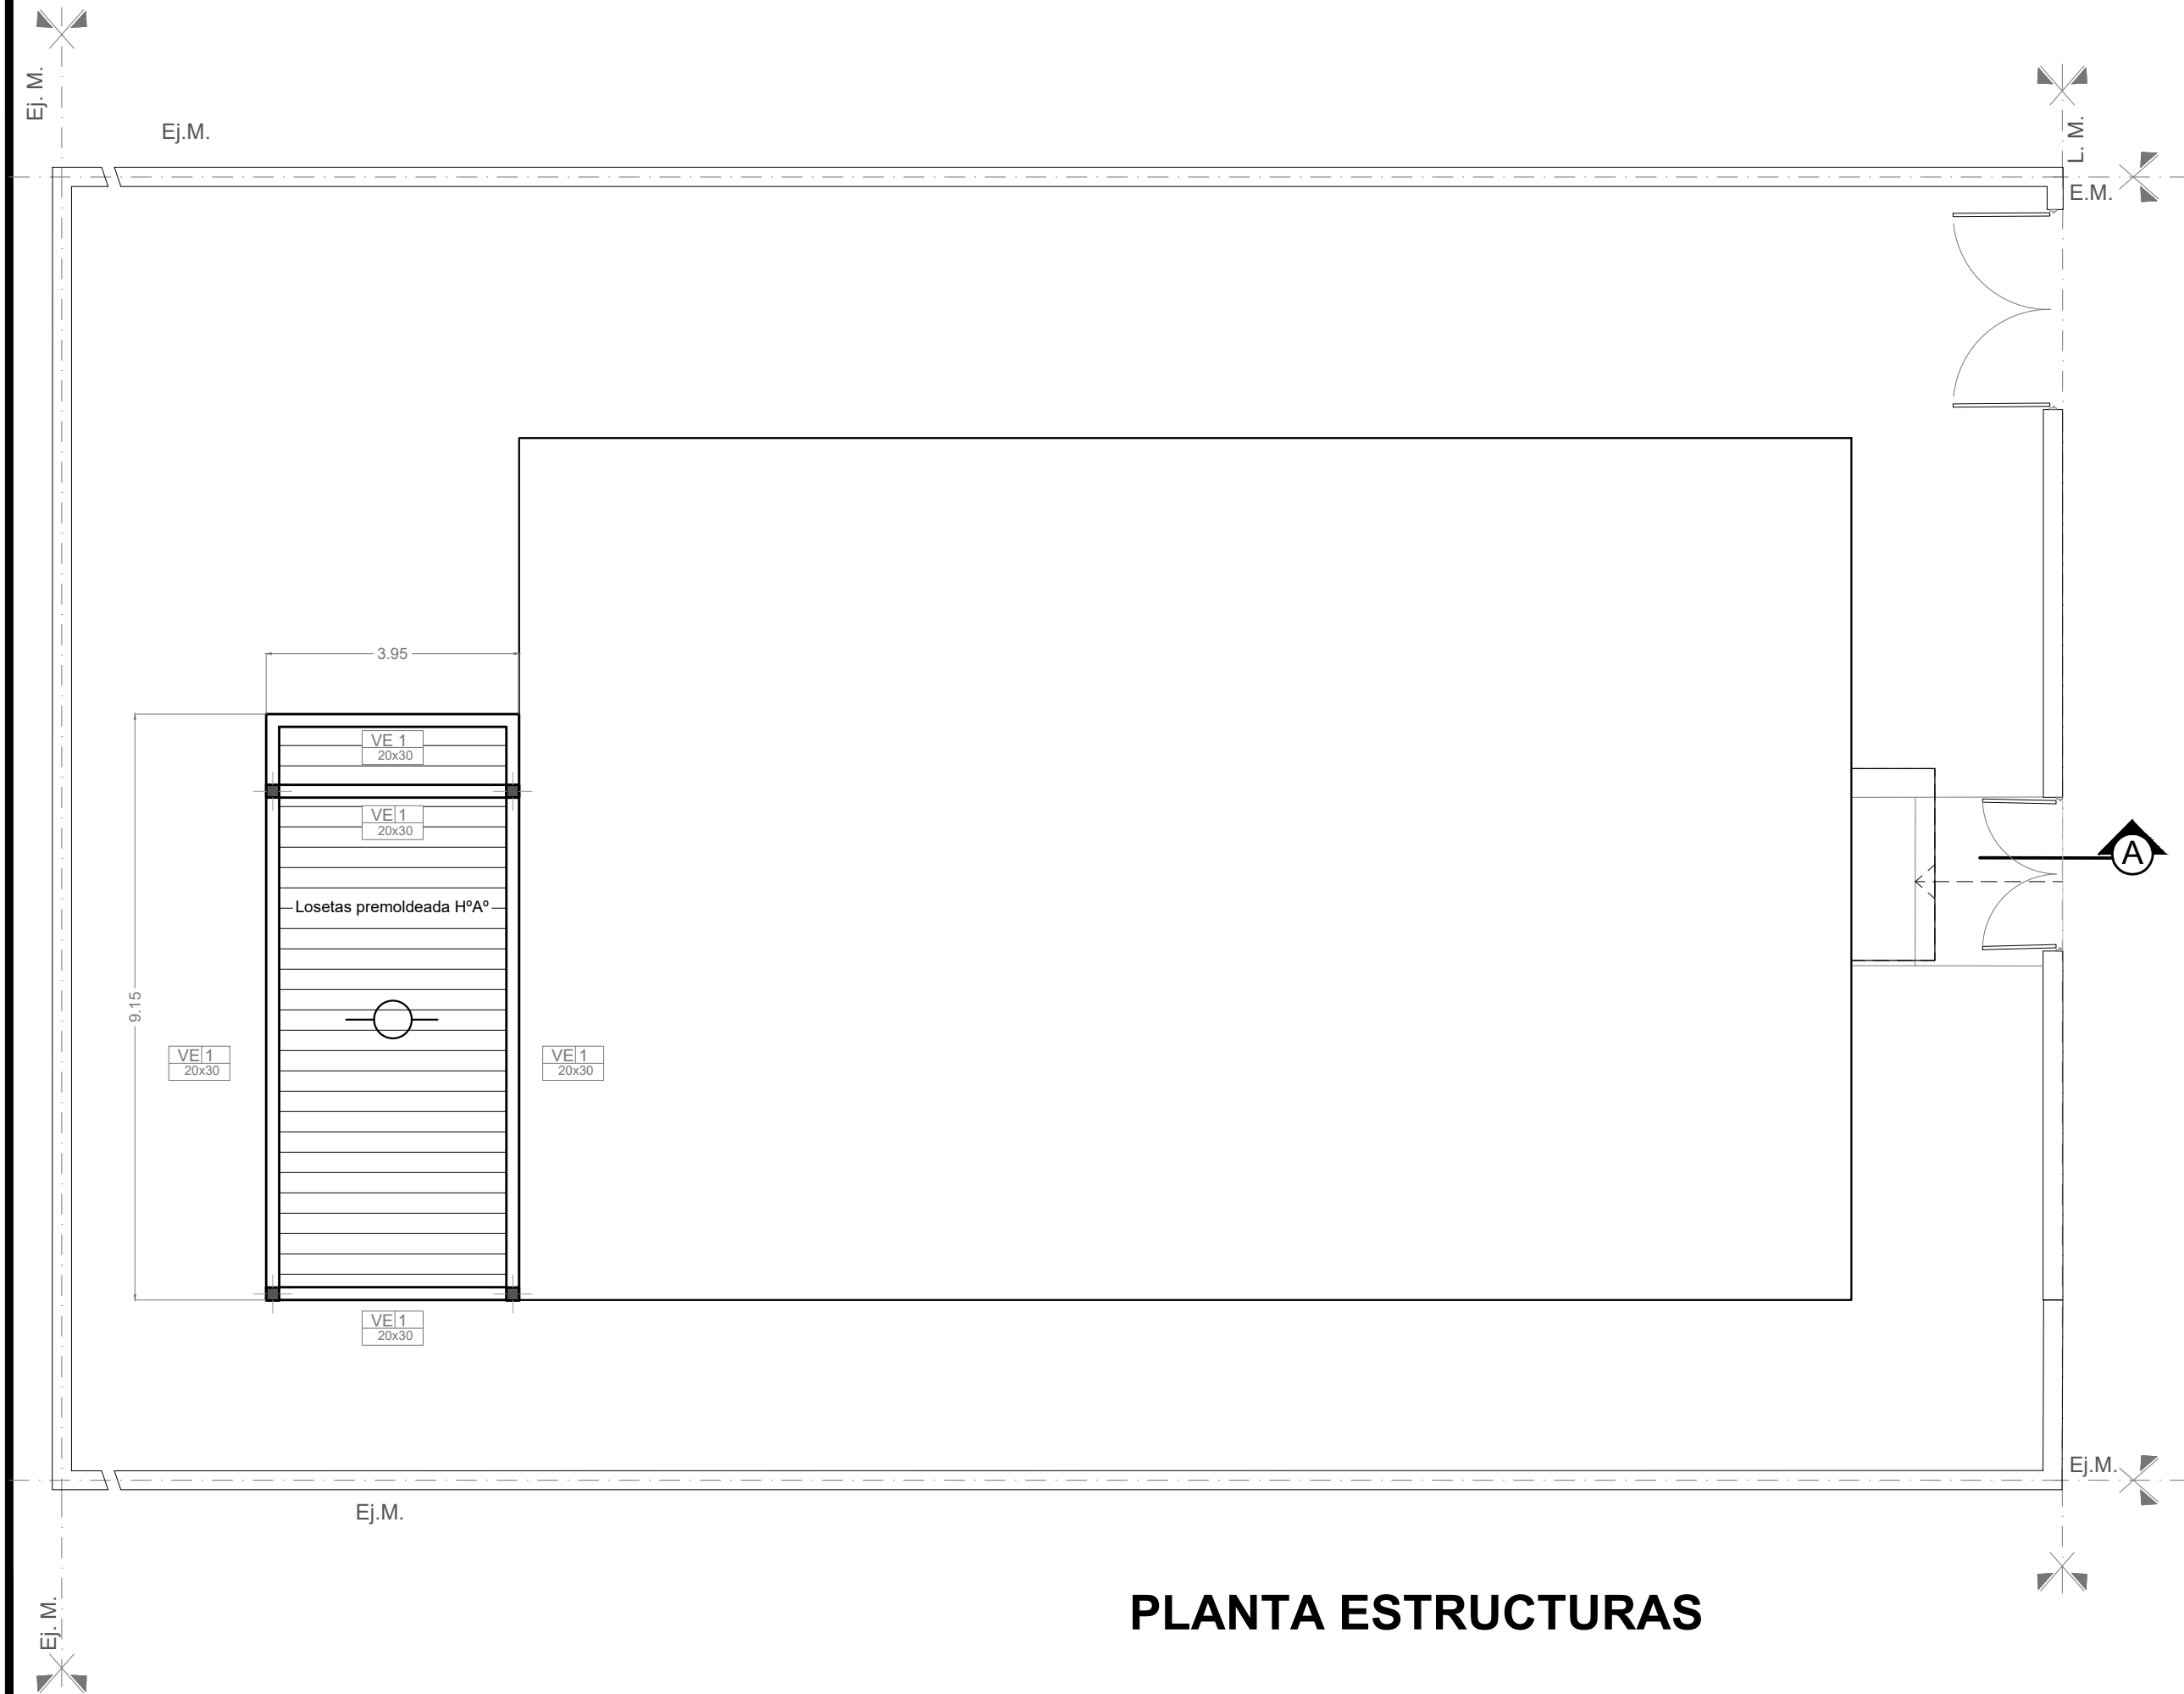 Ej. M.
Ej.M.
L. M.
E.M.
3.95
VE 1
20x30
VE 1
20x30
A
Losetas premoldeada HºAº
9.15
VE 1
20x30
VE 1
20x30
VE 1
20x30
Ej.M.
Ej.M.
Ej. M.
PLANTA ESTRUCTURAS